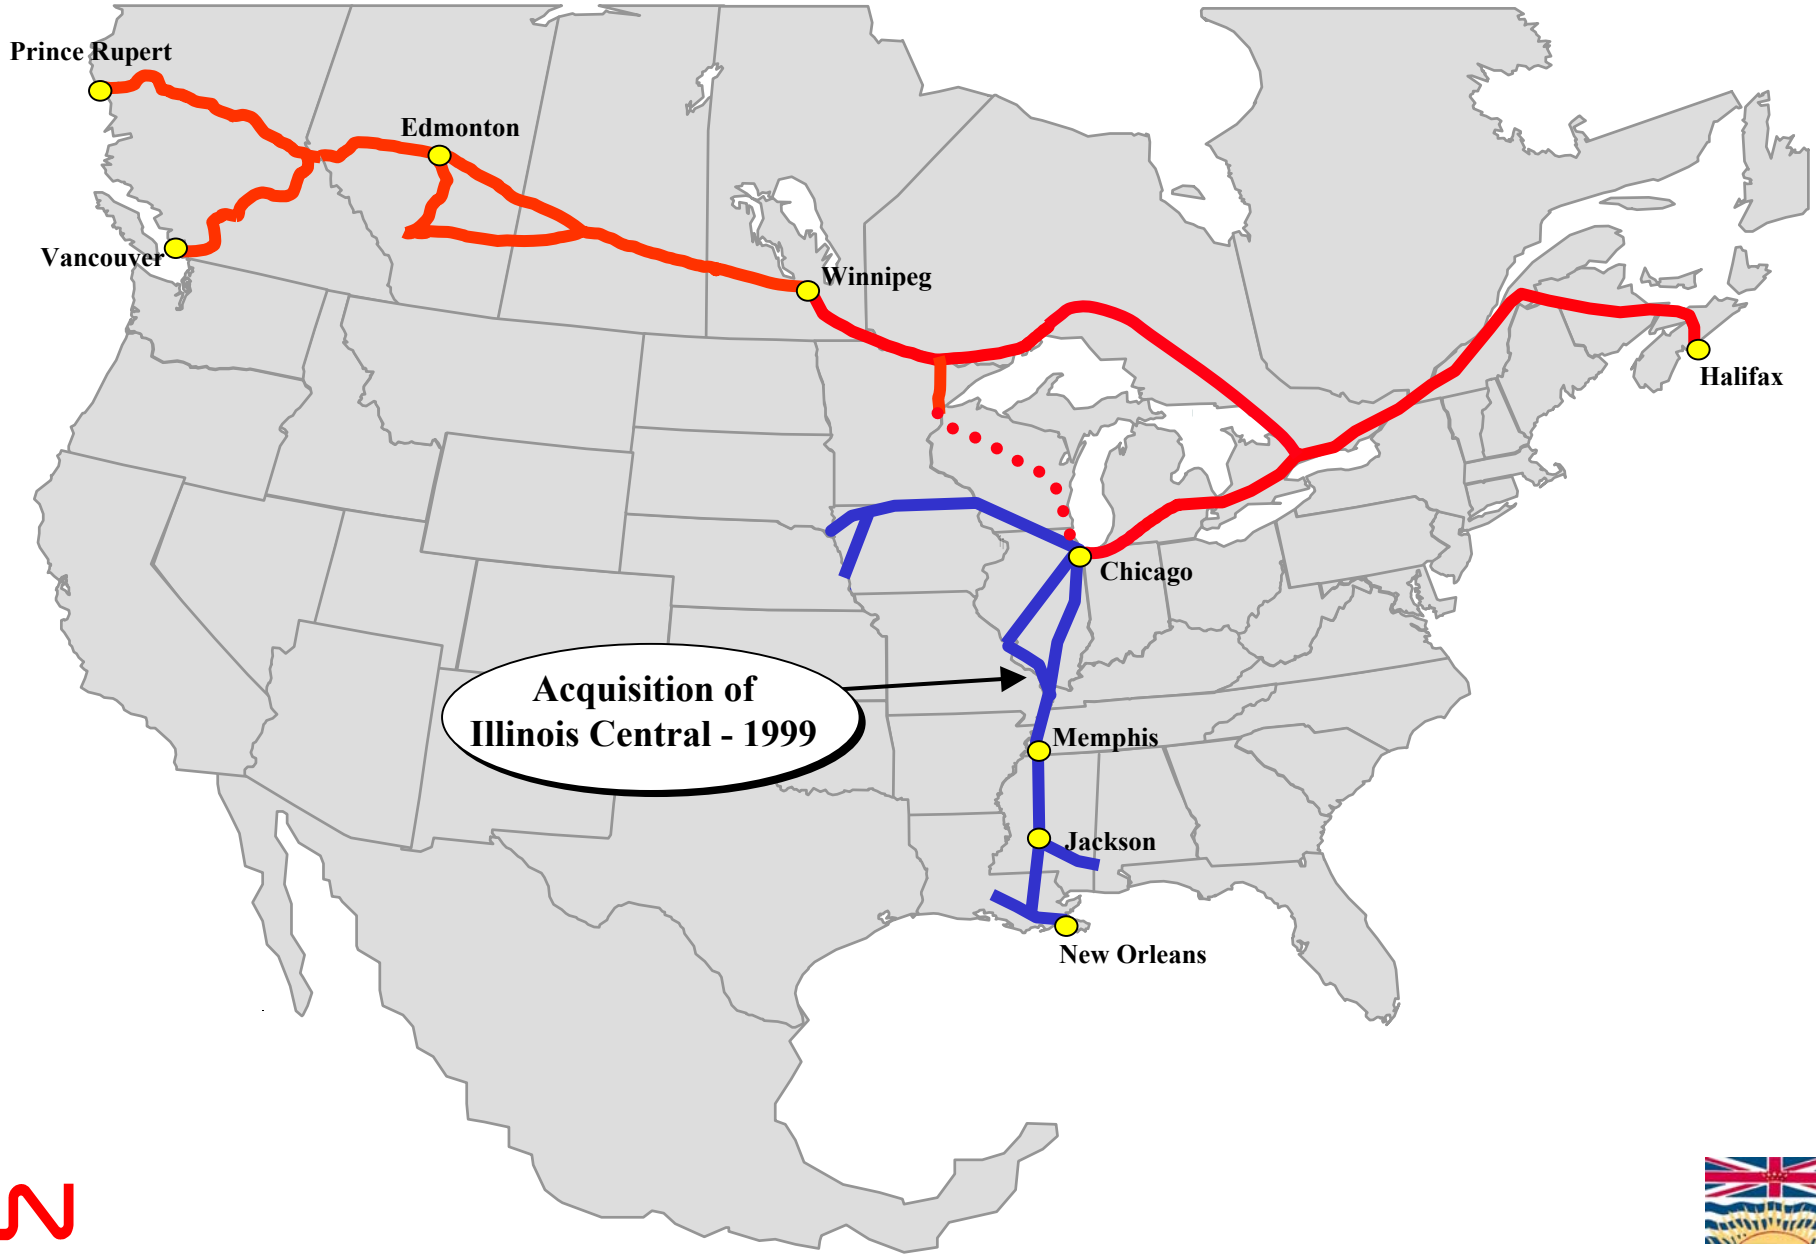 Prince Rupert
Edmonton
Vancouver
Winnipeg
Halifax
Chicago
Acquisition of
Illinois Central - 1999
Memphis
Jackson
New Orleans